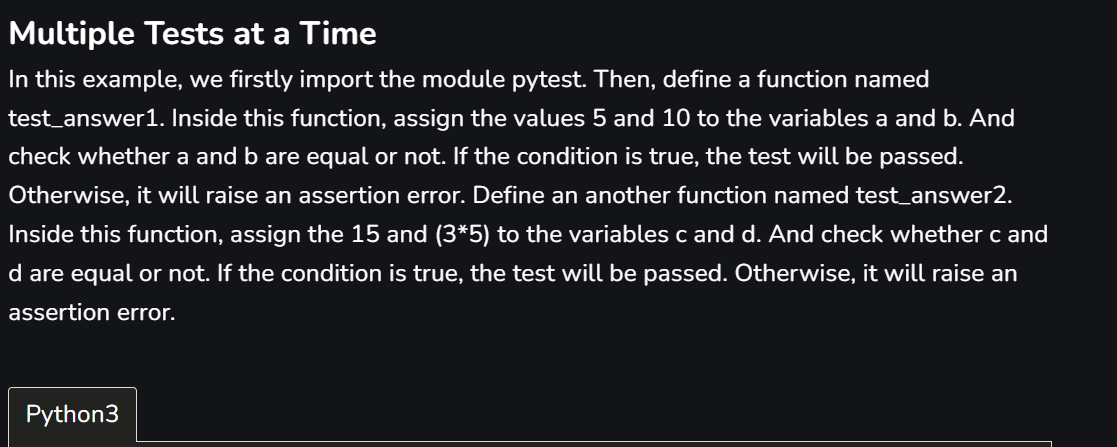 Multiple Tests at a Time
In this example, we firstly import the module pytest. Then, define a function named
test_answer1. Inside this function, assign the values 5 and 10 to the variables a and b. And
check whether a and b are equal or not. If the condition is true, the test will be passed.
Otherwise, it will raise an assertion error. Define an another function named test_answer2.
Inside this function, assign the 15 and (3*5) to the variables c and d. And check whether c and
d are equal or not. If the condition is true, the test will be passed. Otherwise, it will raise an
assertion error.
Python3